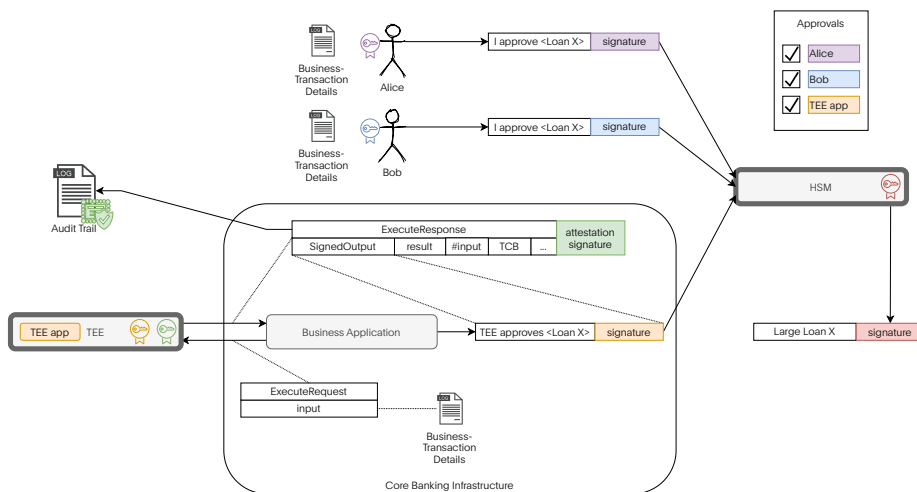 LOG
Business-
Transaction
Details
Alice
I approve <Loan X>
signature
Approvals
Alice
Bob
TEE app
LOG
Business-
Transaction
Details
Bob
I approve <Loan X>
signature
LOG
Audit Trail
HSM
ExecuteResponse
attestation
signature
SignedOutput
result
#input
TCB
...
TEE app
TEE
Business Application
TEE approves <Loan X>
signature
Large Loan X
signature
ExecuteRequest
input
LOG
Business-
Transaction
Details
Core Banking Infrastructure